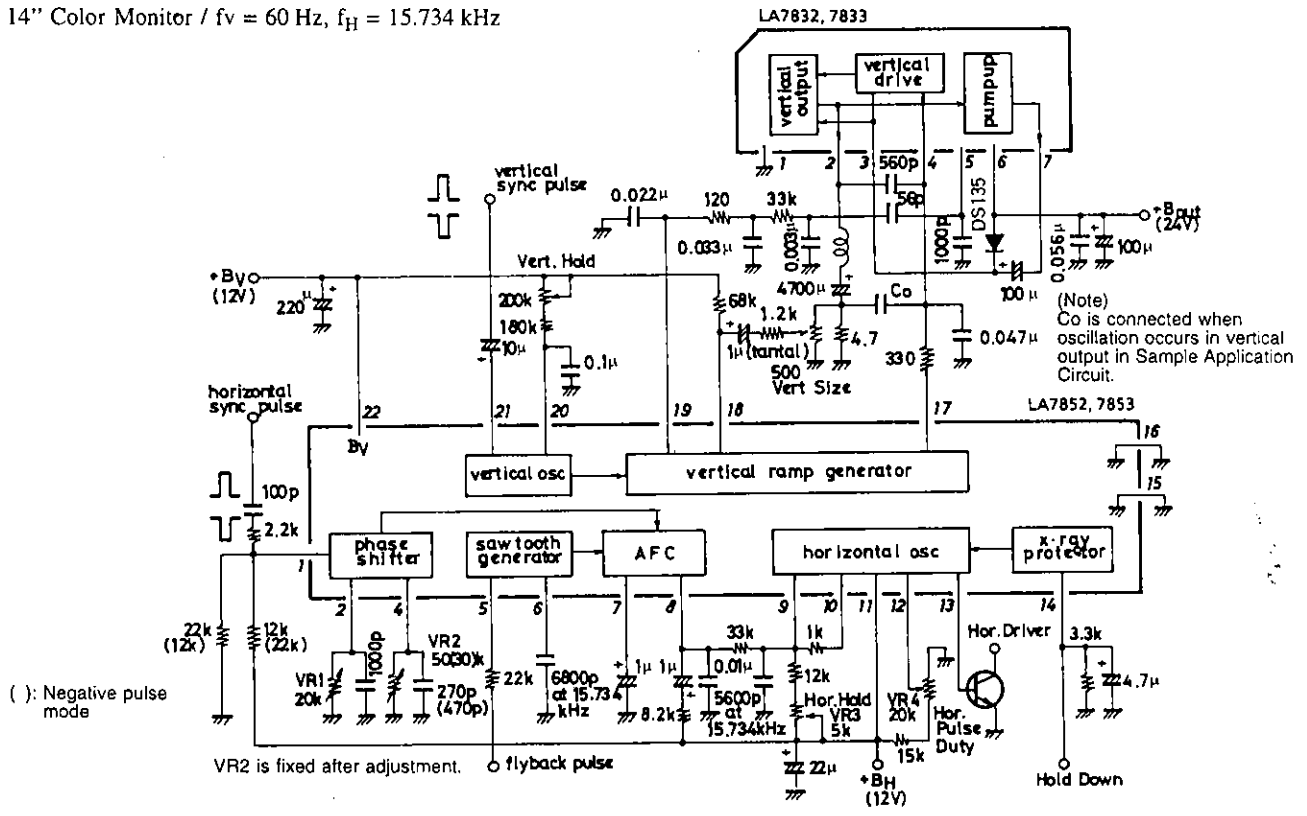 14” Color Monitor / fv = 60 Hz, fH = 15.734 kHz
LA7832, 7833
vertical output
vertical drive
pumpup
1
2
3
4
5
6
7
560p
56p
vertical sync pulse
0.022µ
120
33k
0.033µ
0.003µ
1000p
DS135
+Bput (24V)
0.056µ
100µ
100µ
+BV (12V)
220µ
Vert. Hold
200k
180k
10µ
0.1µ
68k
1.2k
1µ(tantal)
500
Vert Size
4700µ
4.7
Co
330
0.047µ
(Note)
Co is connected when
oscillation occurs in vertical
output in Sample Application
Circuit.
LA7852, 7853
horizontal sync pulse
22
21
20
19
18
17
16
15
BV
vertical osc
vertical ramp generator
100p
2.2k
1
phase shifter
sawtooth generator
AFC
horizontal osc
x-ray protector
2
4
5
6
7
8
9
10
11
12
13
14
22k (12k)
12k (22k)
VR1 20k
1000p
VR2 50(30)k
270p (470p)
22k
6800p at 15.734 kHz
1µ
1µ
8.2k
33k
0.01µ
5600p at 15.734kHz
1k
12k
Hor.Hold VR3 5k
22µ
VR4 20k
15k
Hor. Pulse Duty
Hor.Driver
3.3k
4.7µ
( ): Negative pulse
mode
VR2 is fixed after adjustment.
flyback pulse
+BH (12V)
Hold Down